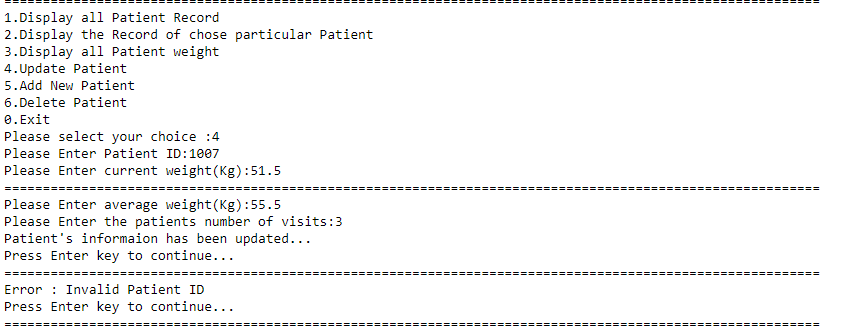 ==========================================================================================================
1.Display all Patient Record
2.Display the Record of chose particular Patient
3.Display all Patient weight
4.Update Patient
5.Add New Patient
6.Delete Patient
0.Exit
Please select your choice :4
Please Enter Patient ID:1007
Please Enter current weight(Kg):51.5
==========================================================================================================
Please Enter average weight(Kg):55.5
Please Enter the patients number of visits:3
Patient's informaion has been updated...
Press Enter key to continue...
==========================================================================================================
Error : Invalid Patient ID
Press Enter key to continue...
==========================================================================================================